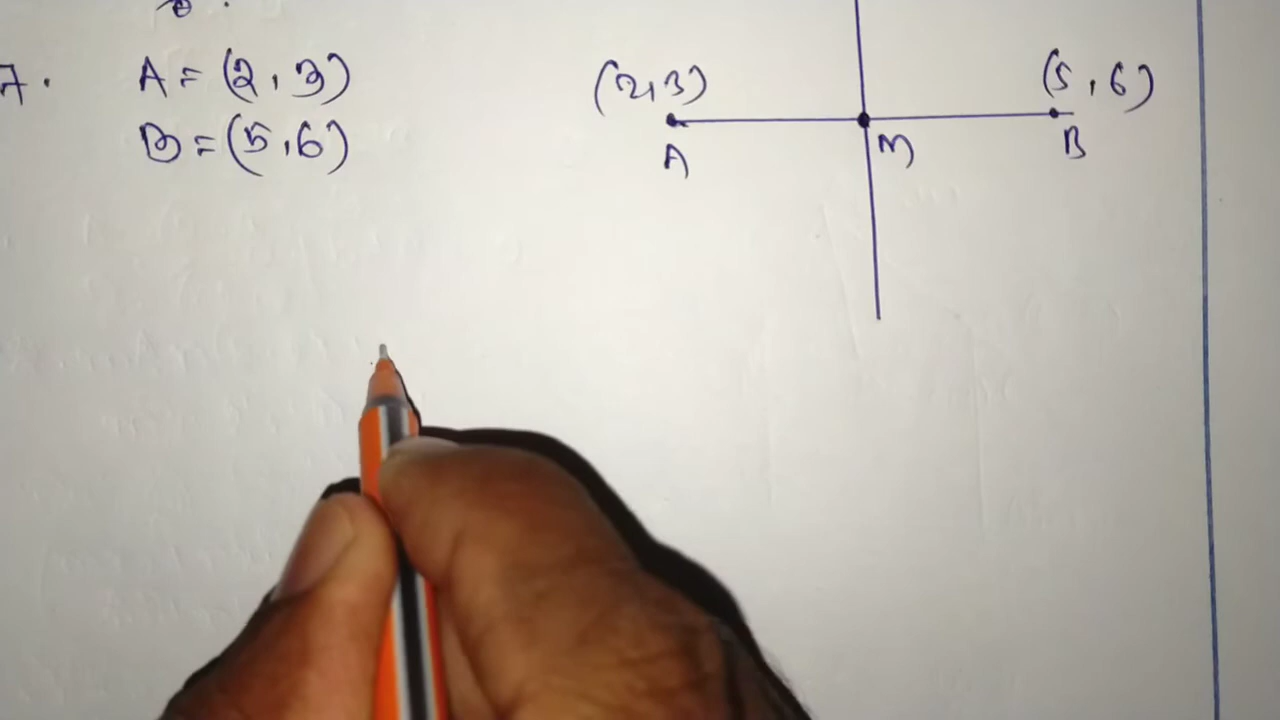 7. A = (2, 3)
B = (5, 6)
(2, 3)
(5, 6)
A
M
B